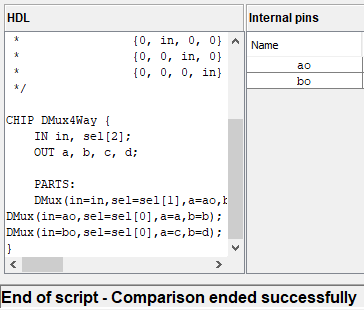 HDL
*               {0, in, 0, 0}
*               {0, 0, in, 0}
*               {0, 0, 0, in}
*/
CHIP DMux4Way {
IN in, sel[2];
OUT a, b, c, d;
PARTS:
DMux(in=in,sel=sel[1],a=ao,b
DMux(in=ao,sel=sel[0],a=a,b=b);
DMux(in=bo,sel=sel[0],a=c,b=d);
}
Internal pins
Name
ao
bo
End of script - Comparison ended successfully